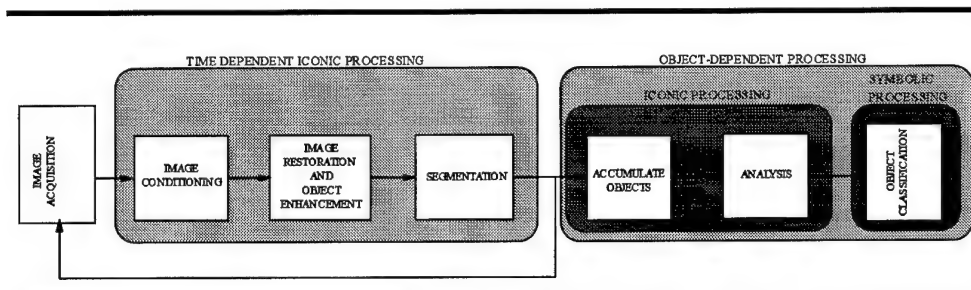 TIME DEPENDENT ICONIC PROCESSING
OBJECT-DEPENDENT PROCESSING
ICONIC PROCESSING
SYMBOLIC
PROCESSING
IMAGE
ACQUISITION
IMAGE
CONDITIONING
IMAGE
RESTORATION
AND
OBJECT
ENHANCEMENT
SEGMENTATION
ACCUMULATE
OBJECTS
ANALYSIS
OBJECT
CLASSIFICATION